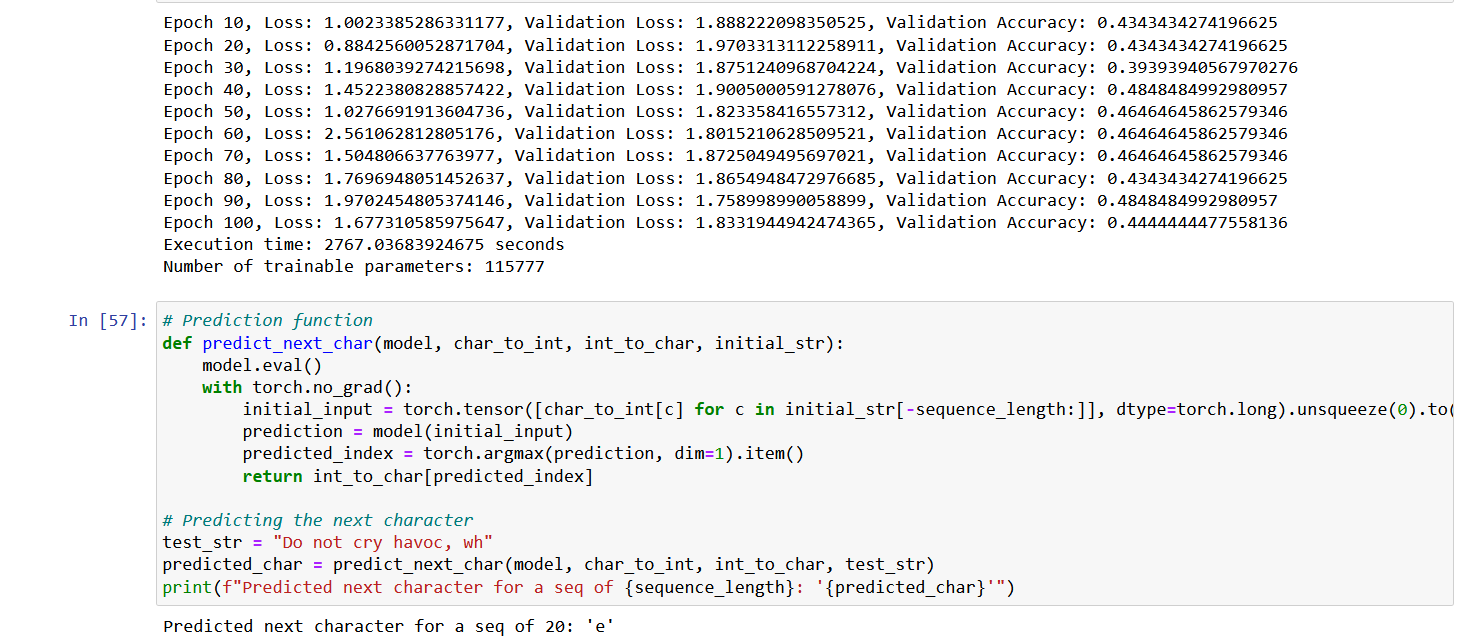 Epoch 10, Loss: 1.0023385286331177, Validation Loss: 1.888222098350525, Validation Accuracy: 0.4343434274196625
Epoch 20, Loss: 0.8842560052871704, Validation Loss: 1.9703313112258911, Validation Accuracy: 0.4343434274196625
Epoch 30, Loss: 1.1968039274215698, Validation Loss: 1.8751240968704224, Validation Accuracy: 0.39393940567970276
Epoch 40, Loss: 1.4522380828857422, Validation Loss: 1.9005000591278076, Validation Accuracy: 0.4848484992980957
Epoch 50, Loss: 1.0276691913604736, Validation Loss: 1.823358416557312, Validation Accuracy: 0.46464645862579346
Epoch 60, Loss: 2.561062812805176, Validation Loss: 1.8015210628509521, Validation Accuracy: 0.46464645862579346
Epoch 70, Loss: 1.504806637763977, Validation Loss: 1.8725049495697021, Validation Accuracy: 0.46464645862579346
Epoch 80, Loss: 1.7696948051452637, Validation Loss: 1.8654948472976685, Validation Accuracy: 0.4343434274196625
Epoch 90, Loss: 1.9702454805374146, Validation Loss: 1.758998990058899, Validation Accuracy: 0.4848484992980957
Epoch 100, Loss: 1.677310585975647, Validation Loss: 1.8331944942474365, Validation Accuracy: 0.4444444477558136
Execution time: 2767.03683924675 seconds
Number of trainable parameters: 115777
In [57]: # Prediction function
def predict_next_char(model, char_to_int, int_to_char, initial_str):
    model.eval()
    with torch.no_grad():
        initial_input = torch.tensor([char_to_int[c] for c in initial_str[-sequence_length:]], dtype=torch.long).unsqueeze(0).to(
        prediction = model(initial_input)
        predicted_index = torch.argmax(prediction, dim=1).item()
        return int_to_char[predicted_index]
# Predicting the next character
test_str = "Do not cry havoc, wh"
predicted_char = predict_next_char(model, char_to_int, int_to_char, test_str)
print(f"Predicted next character for a seq of {sequence_length}: '{predicted_char}'")
Predicted next character for a seq of 20: 'e'